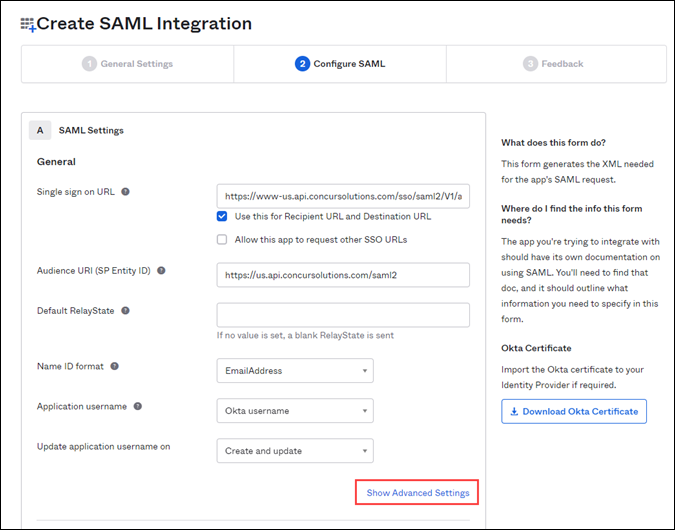 Create SAML Integration
1 General Settings
2 Configure SAML
3 Feedback
A SAML Settings
General
Single sign on URL ?
https://www-us.api.concursolutions.com/sso/saml2/V1/a
Use this for Recipient URL and Destination URL
Allow this app to request other SSO URLs
Audience URI (SP Entity ID) ?
https://us.api.concursolutions.com/saml2
Default RelayState ?
If no value is set, a blank RelayState is sent
Name ID format ?
EmailAddress
Application username ?
Okta username
Update application username on
Create and update
Show Advanced Settings
What does this form do?
This form generates the XML needed
for the app's SAML request.
Where do I find the info this form
needs?
The app you're trying to integrate with
should have its own documentation on
using SAML. You'll need to find that
doc, and it should outline what
information you need to specify in this
form.
Okta Certificate
Import the Okta certificate to your
Identity Provider if required.
Download Okta Certificate